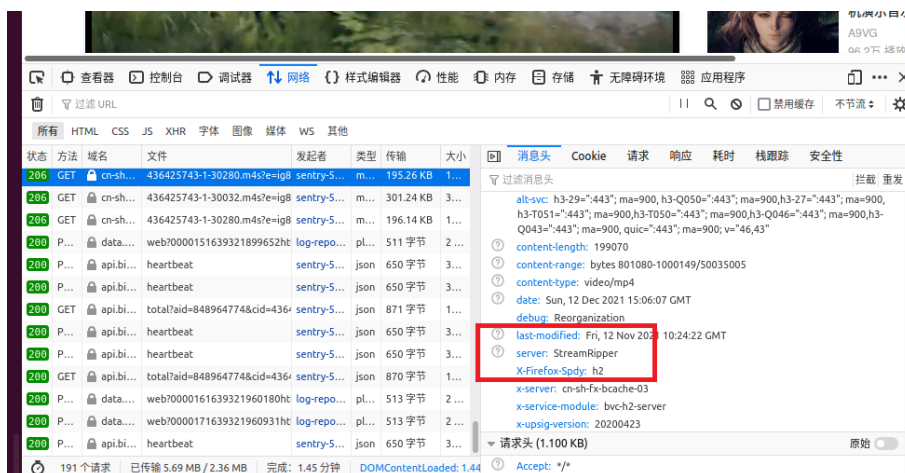 A9VG
查看器 控制台 调试器 网络 样式编辑器 性能 内存 存储 无障碍环境 应用程序
过滤 URL 禁用缓存 不节流
所有 HTML CSS JS XHR 字体 图像 媒体 WS 其他
状态 方法 域名 文件 发起者 类型 传输 大小
206 GET cn-sh... 436425743-1-30280.m4s?e=ig8 sentry-5... m... 195.26 KB 1...
206 GET cn-sh... 436425743-1-30032.m4s?e=ig8 sentry-5... m... 301.24 KB 3...
206 GET cn-sh... 436425743-1-30280.m4s?e=ig8 sentry-5... m... 196.14 KB 1...
200 P... data.... web?0000151639321899652ht log-repo... pl... 511 字节 2...
200 P... api.bi... heartbeat sentry-5... json 650 字节 3...
200 P... api.bi... heartbeat sentry-5... json 650 字节 3...
200 GET api.bi... total?aid=848964774&cid=4364 sentry-5... json 871 字节 1...
200 P... api.bi... heartbeat sentry-5... json 650 字节 3...
200 P... api.bi... heartbeat sentry-5... json 650 字节 3...
200 GET api.bi... total?aid=848964774&cid=4364 sentry-5... json 870 字节 1...
200 P... data.... web?0000161639321960180ht log-repo... pl... 513 字节 2...
200 P... data.... web?0000171639321960931ht log-repo... pl... 513 字节 2...
200 P... api.bi... heartbeat sentry-5... json 650 字节 3...
191 个请求 已传输 5.69 MB / 2.36 MB 完成：1.45 分钟 DOMContentLoaded: 1.44
消息头 Cookie 请求 响应 耗时 栈跟踪 安全性
过滤消息头 拦截 重发
alt-svc: h3-29=":443"; ma=900, h3-Q050=":443"; ma=900,h3-27=":443"; ma=900,
h3-T051=":443"; ma=900,h3-T050=":443"; ma=900,h3-Q046=":443"; ma=900,h3-
Q043=":443"; ma=900, quic=":443"; ma=900; v="46,43"
content-length: 199070
content-range: bytes 801080-1000149/50035005
content-type: video/mp4
date: Sun, 12 Dec 2021 15:06:07 GMT
debug: Reorganization
last-modified: Fri, 12 Nov 2021 10:24:22 GMT
server: StreamRipper
X-Firefox-Spdy: h2
x-server: cn-sh-fx-bcache-03
x-service-module: bvc-h2-server
x-upsig-version: 20200423
请求头 (1.100 KB) 原始
Accept: */*